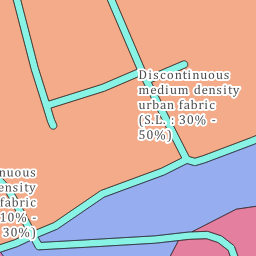 Discontinuous
medium density
urban fabric
(S.L.: 30% -
50%)
nuous
ensity
fabric
10% -
30%)